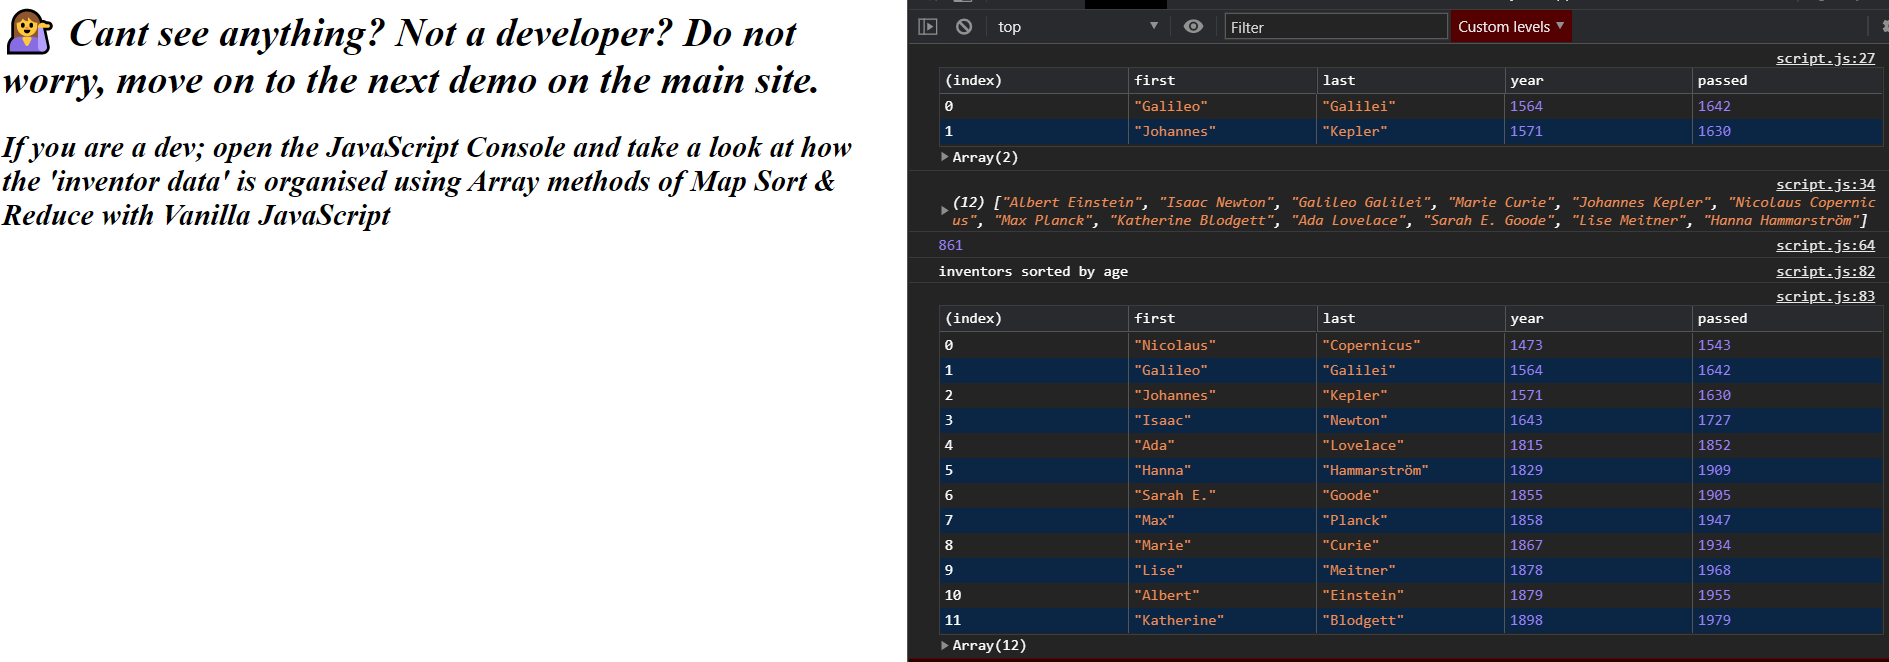 Cant see anything? Not a developer? Do not
worry, move on to the next demo on the main site.
If you are a dev; open the JavaScript Console and take a look at how
the 'inventor data' is organised using Array methods of Map Sort &
Reduce with Vanilla JavaScript
top Filter Custom levels
script.js:27
(index) first last year passed
0 "Galileo" "Galilei" 1564 1642
1 "Johannes" "Kepler" 1571 1630
Array(2)
script.js:34
(12) ["Albert Einstein", "Isaac Newton", "Galileo Galilei", "Marie Curie", "Johannes Kepler", "Nicolaus Copernic
us", "Max Planck", "Katherine Blodgett", "Ada Lovelace", "Sarah E. Goode", "Lise Meitner", "Hanna Hammarström"]
861 script.js:64
inventors sorted by age script.js:82
script.js:83
(index) first last year passed
0 "Nicolaus" "Copernicus" 1473 1543
1 "Galileo" "Galilei" 1564 1642
2 "Johannes" "Kepler" 1571 1630
3 "Isaac" "Newton" 1643 1727
4 "Ada" "Lovelace" 1815 1852
5 "Hanna" "Hammarström" 1829 1909
6 "Sarah E." "Goode" 1855 1905
7 "Max" "Planck" 1858 1947
8 "Marie" "Curie" 1867 1934
9 "Lise" "Meitner" 1878 1968
10 "Albert" "Einstein" 1879 1955
11 "Katherine" "Blodgett" 1898 1979
Array(12)